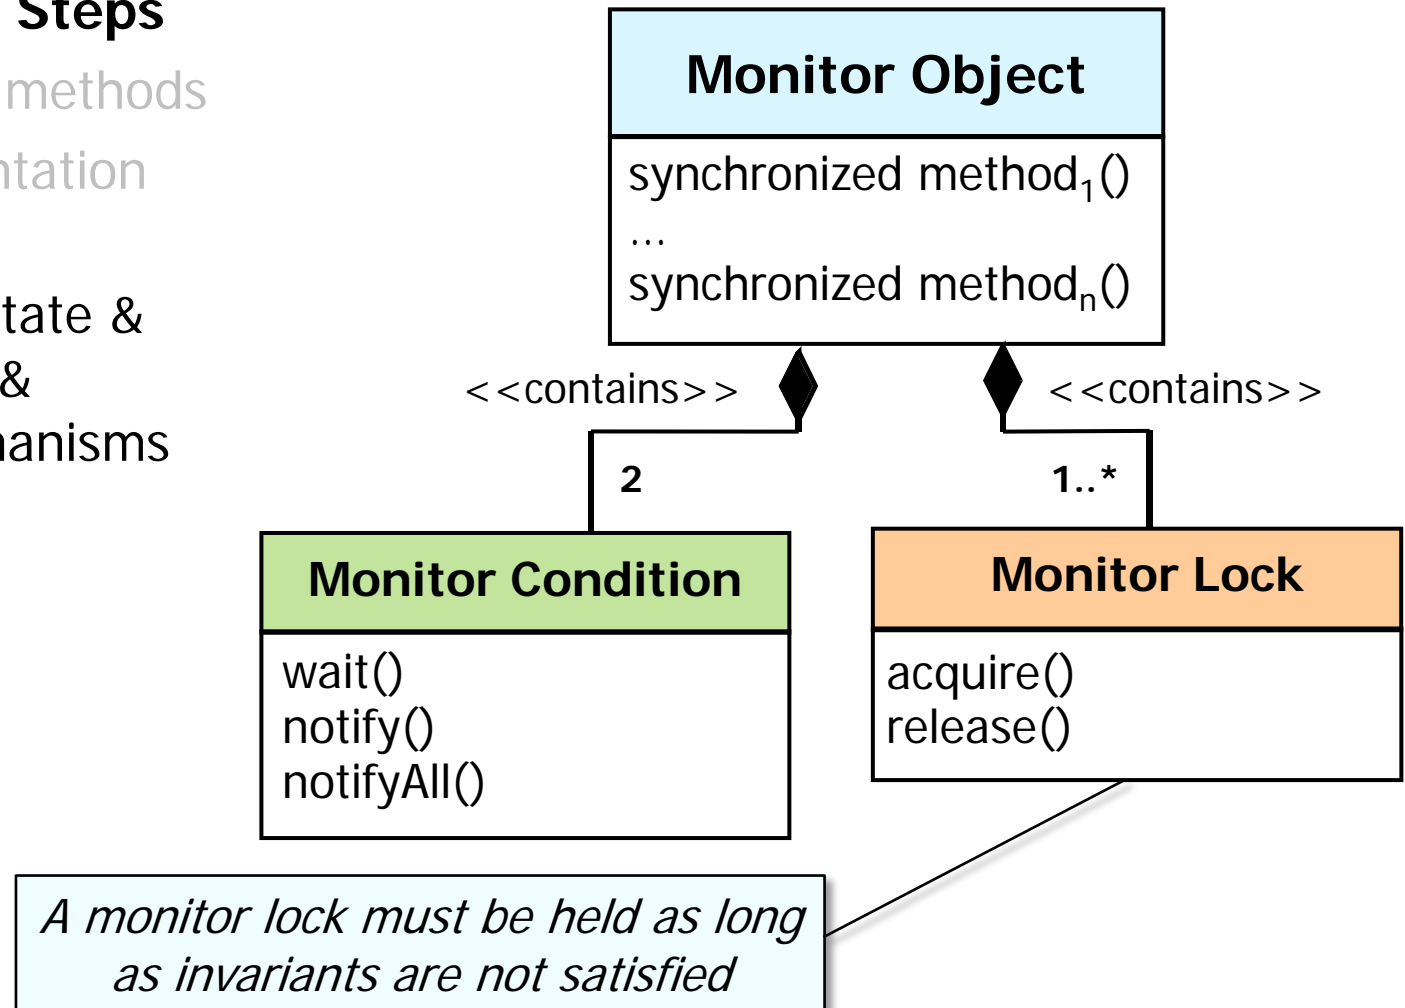 Steps
methods
ntation
tate &
&
nanisms
Monitor Object
synchronized method1()
...
synchronized methodn()
<<contains>>
<<contains>>
2
1..*
Monitor Condition
wait()
notify()
notifyAll()
Monitor Lock
acquire()
release()
A monitor lock must be held as long
as invariants are not satisfied